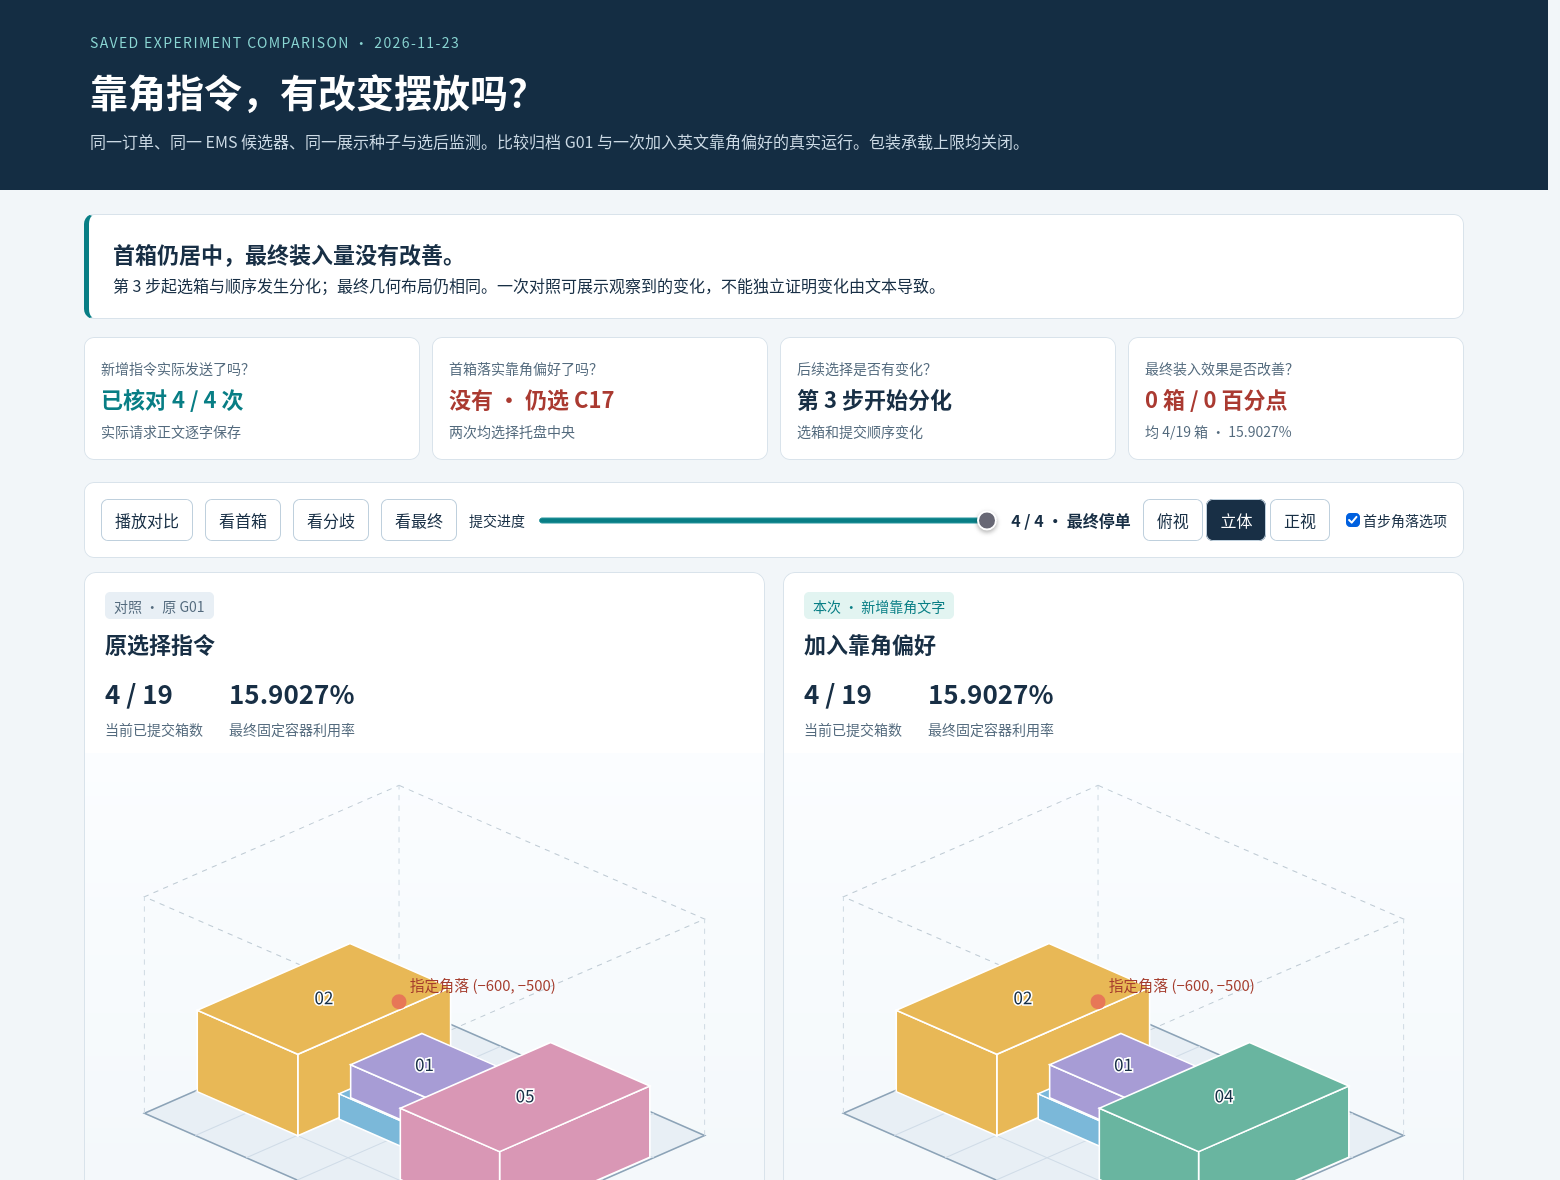 SAVED EXPERIMENT COMPARISON · 2026-11-23
靠角指令，有改变摆放吗？
同一订单、同一 EMS 候选器、同一展示种子与选后监测。比较归档 G01 与一次加入英文靠角偏好的真实运行。包装承载上限均关闭。
首箱仍居中，最终装入量没有改善。
第 3 步起选箱与顺序发生分化；最终几何布局仍相同。一次对照可展示观察到的变化，不能独立证明变化由文本导致。
新增指令实际发送了吗？
已核对 4 / 4 次
实际请求正文逐字保存
首箱落实靠角偏好了吗？
没有 · 仍选 C17
两次均选择托盘中央
后续选择是否有变化？
第 3 步开始分化
选箱和提交顺序变化
最终装入效果是否改善？
0 箱 / 0 百分点
均 4/19 箱 · 15.9027%
播放对比 看首箱 看分歧 看最终 提交进度 4 / 4 · 最终停单 俯视 立体 正视 首步角落选项
对照 · 原 G01
原选择指令
4 / 19 15.9027%
当前已提交箱数 最终固定容器利用率
指定角落 (−600, −500)
02
01
05
本次 · 新增靠角文字
加入靠角偏好
4 / 19 15.9027%
当前已提交箱数 最终固定容器利用率
指定角落 (−600, −500)
02
01
04